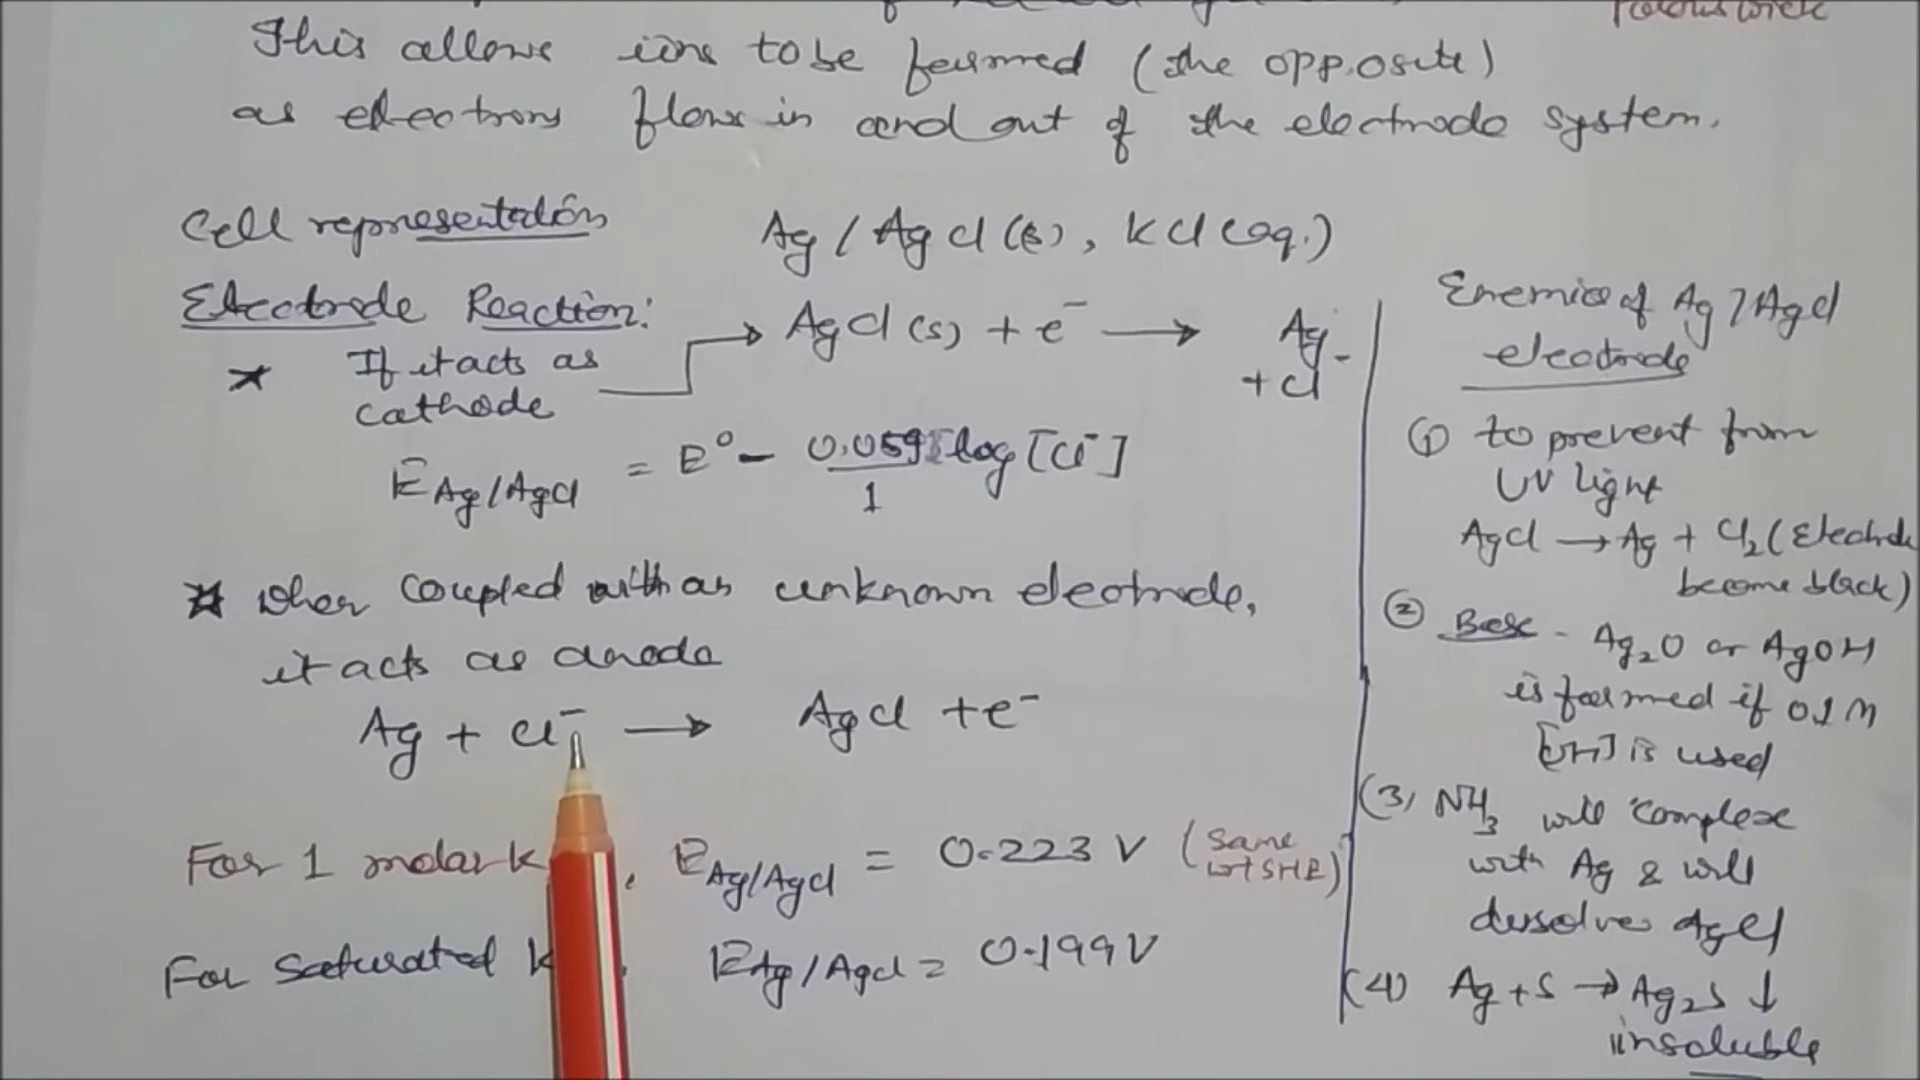 This allows ions to be formed (the opposite)
as electrons flows in and out of the electrode system.
Cell representation
Ag / AgCl (s), KCl (aq.)
Electrode Reaction:
* If it acts as
cathode
AgCl (s) + e⁻ → Ag
+ Cl⁻
E Ag/AgCl = E⁰ – 0.0591/1 log [Cl⁻]
* When coupled with an unknown electrode,
it acts as anode
Ag + Cl⁻ → AgCl + e⁻
For 1 molar K , E Ag/AgCl = 0.223 V (same
wrt SHE)
For saturated K , E Ag/AgCl = 0.199 V
Enemies of Ag/AgCl
electrode
(1) to prevent from
UV light
AgCl → Ag + Cl₂ (Electrode
become black)
(2) Base - Ag₂O or AgOH
is formed if 0.1 M
[OH] is used
(3) NH₃ will complex
with Ag & will
dissolve AgCl
(4) Ag + S → Ag₂S ↓
insoluble